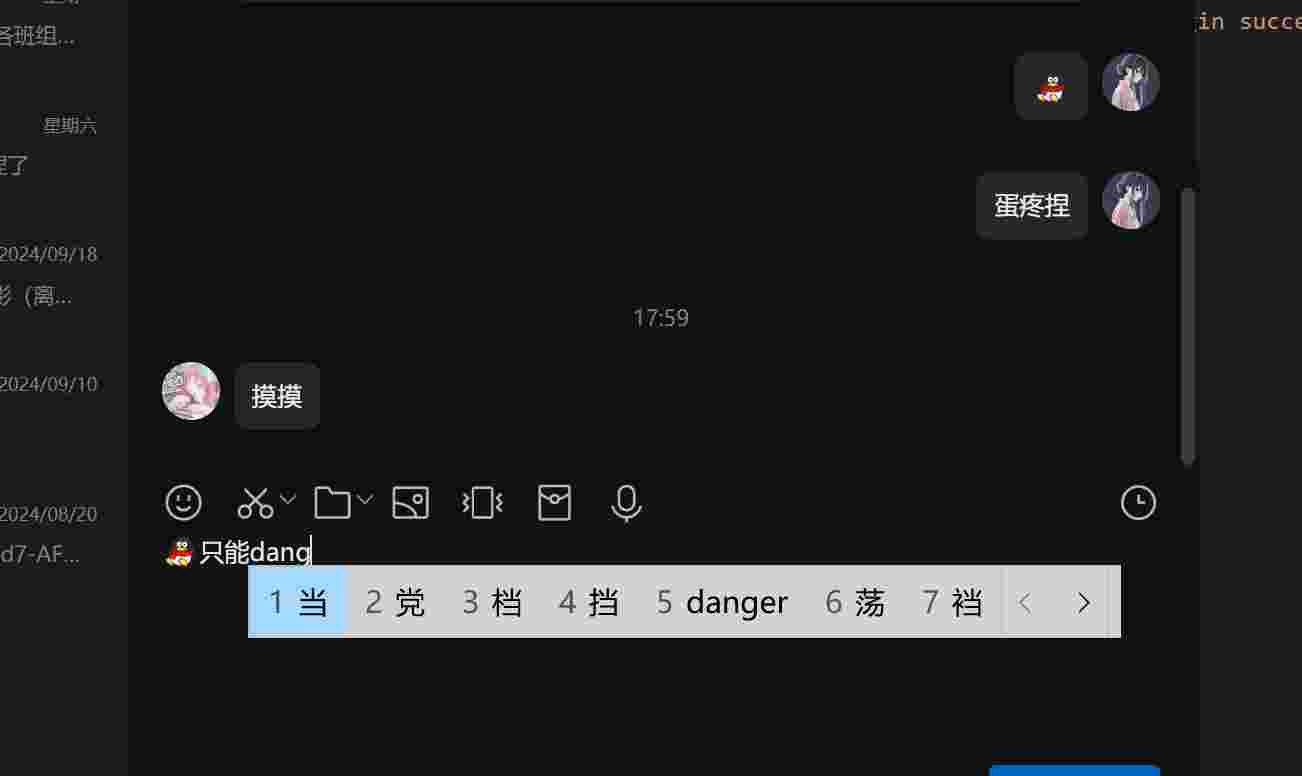 各班组...
星期六
捏了
2024/09/18
影（离...
2024/09/10
2024/08/20
d7-AF...
in succe
蛋疼捏
17:59
摸摸
只能dang
1 当 2 党 3 档 4 挡 5 danger 6 荡 7 裆